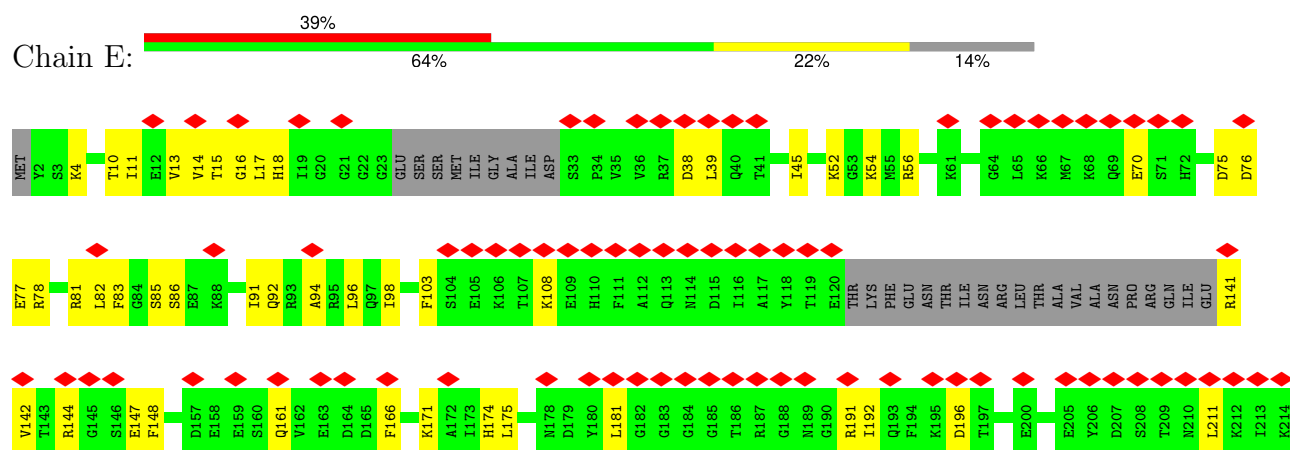 39%
Chain E:
64% 22% 14%
MET Y2 S3 K4 T10 I11 E12 V13 V14 T15 G16 L17 H18 I19 G20 G21 G22 G23 GLU SER SER MET ILE GLY ALA ILE ASP S33 P34 V35 V36 R37 D38 L39 Q40 T41 I45 K52 G53 K54 M55 R56 K61 G64 L65 K66 M67 K68 Q69 E70 S71 H72 D75 D76
E77 R78 R81 L82 F83 G84 S85 S86 E87 K88 I91 Q92 R93 A94 R95 L96 Q97 I98 F103 S104 E105 K106 T107 K108 E109 H110 F111 A112 Q113 N114 D115 I116 A117 Y118 T119 E120 THR LYS PHE GLU ASN THR ILE ASN ARG LEU THR ALA VAL ALA ASN PRO ARG GLN ILE GLU R141
V142 T143 R144 G145 S146 E147 F148 D157 E158 E159 S160 Q161 V162 E163 D164 D165 F166 K171 A172 I173 H174 L175 N178 D179 Y180 L181 G182 G183 G184 G185 T186 R187 G188 N189 G190 R191 I192 Q193 F194 K195 D196 T197 E200 E205 Y206 D207 S208 T209 N210 L211 K212 I213 K214